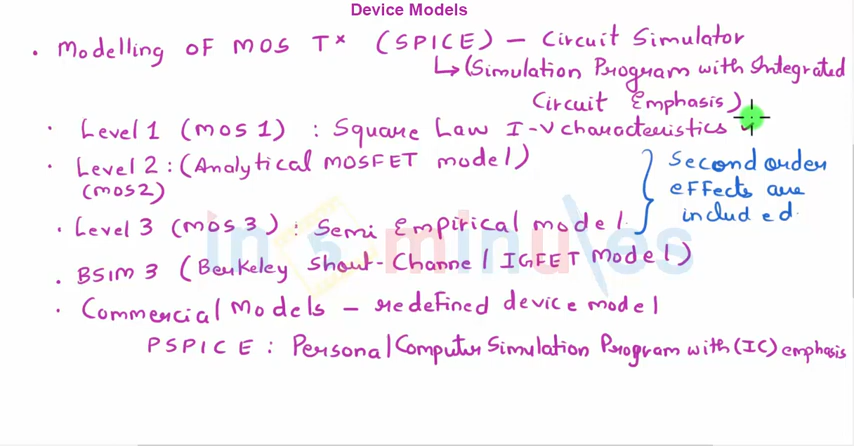 Device Models
. Modelling OF MOS Tx (SPICE) – Circuit Simulator
↳(Simulation Program with Integrated
Circuit Emphasis)
. Level 1 (MOS 1) : Square Law I-V characteristics
. Level 2 : (Analytical MOSFET model)
(MOS2)
Second order
effects are
included.
. Level 3 (MOS 3) : Semi Empirical model.
in 5 minutes
. BSIM 3 (Berkeley Short-Channel IGFET Model)
. Commercial Models – redefined device model
PSPICE : Personal Computer Simulation Program with (IC) emphasis